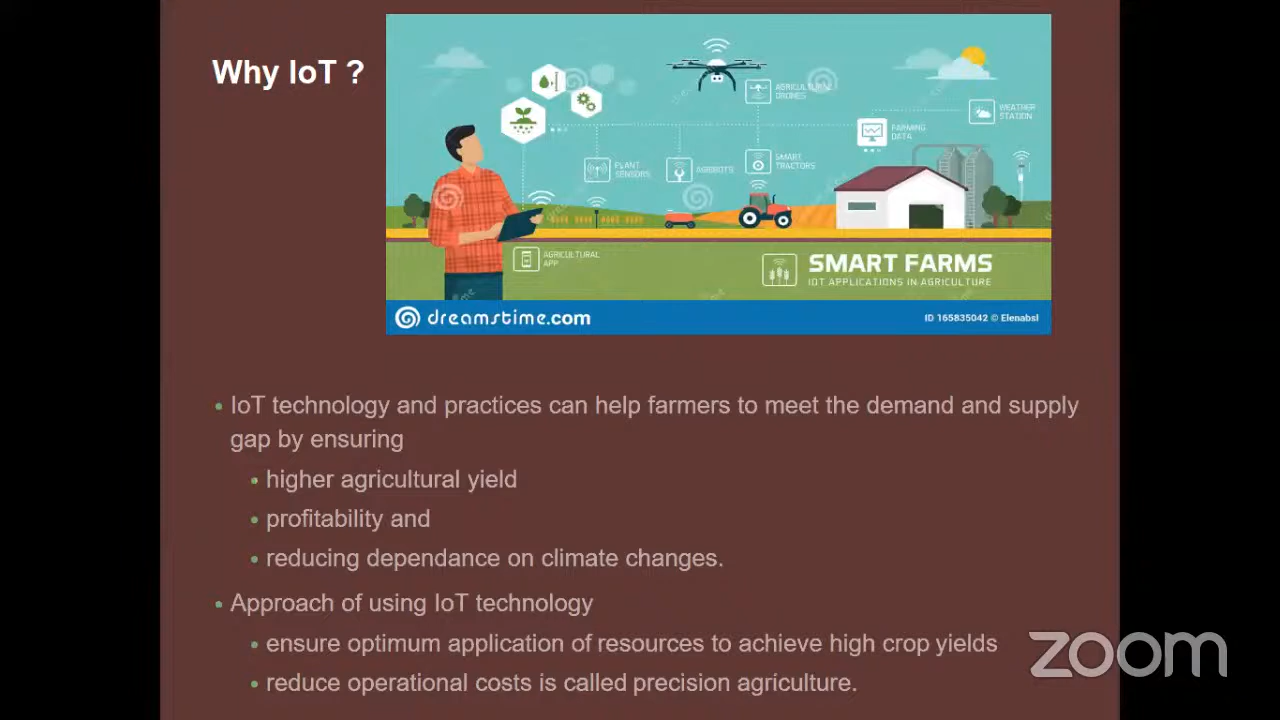 Why IoT ?
AGRICULTURAL
DRONES
WEATHER
STATION
FARMING
DATA
PLANT
SENSORS
AGRIBOTS
SMART
TRACTORS
AGRICULTURAL
APP
SMART FARMS
IOT APPLICATIONS IN AGRICULTURE
dreamstime.com
ID 165835042 © Elenabsl
• IoT technology and practices can help farmers to meet the demand and supply
gap by ensuring
• higher agricultural yield
• profitability and
• reducing dependance on climate changes.
• Approach of using IoT technology
• ensure optimum application of resources to achieve high crop yields
• reduce operational costs is called precision agriculture.
zoom